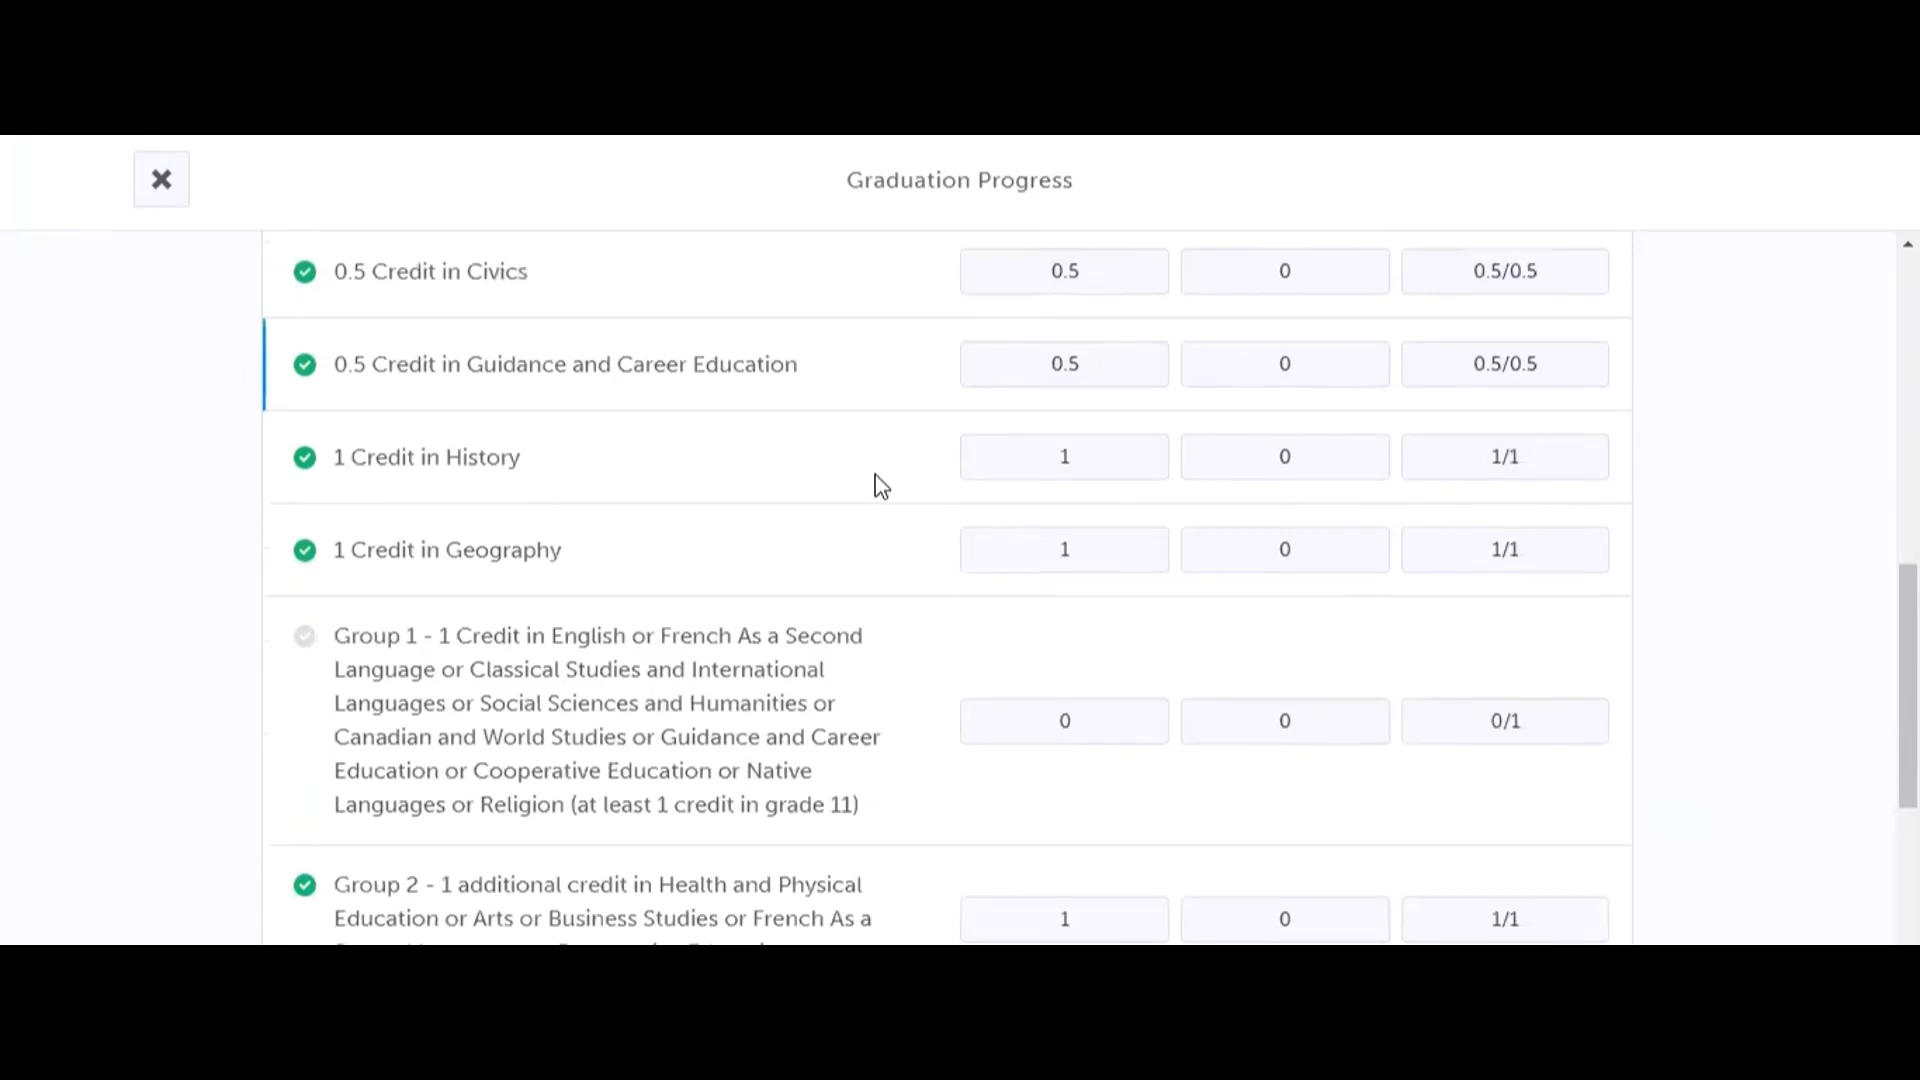 Graduation Progress
0.5 Credit in Civics 0.5 0 0.5/0.5
0.5 Credit in Guidance and Career Education 0.5 0 0.5/0.5
1 Credit in History 1 0 1/1
1 Credit in Geography 1 0 1/1
Group 1 - 1 Credit in English or French As a Second
Language or Classical Studies and International
Languages or Social Sciences and Humanities or
Canadian and World Studies or Guidance and Career
Education or Cooperative Education or Native
Languages or Religion (at least 1 credit in grade 11)
0 0 0/1
Group 2 - 1 additional credit in Health and Physical
Education or Arts or Business Studies or French As a
1 0 1/1